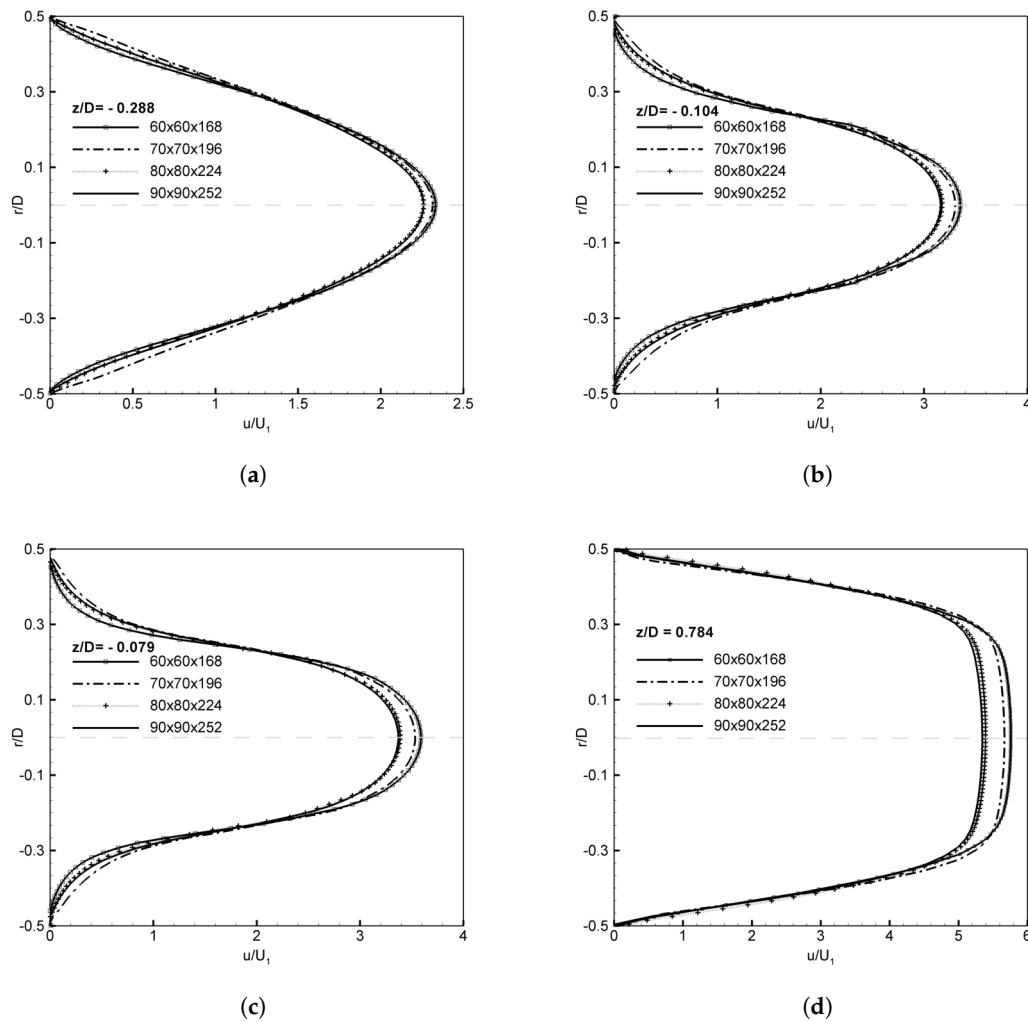 0.5
0.3
0.1
-0.1
-0.3
-0.5
r/D
z/D= - 0.288
60x60x168
70x70x196
80x80x224
90x90x252
0 0.5 1 1.5 2 2.5
u/U1
(a)
0.5
0.3
0.1
-0.1
-0.3
-0.5
r/D
z/D= - 0.104
60x60x168
70x70x196
80x80x224
90x90x252
0 1 2 3 4
u/U1
(b)
0.5
0.3
0.1
-0.1
-0.3
-0.5
r/D
z/D= - 0.079
60x60x168
70x70x196
80x80x224
90x90x252
0 1 2 3 4
u/U1
(c)
0.5
0.3
0.1
-0.1
-0.3
-0.5
r/D
z/D = 0.784
60x60x168
70x70x196
80x80x224
90x90x252
0 1 2 3 4 5 6
u/U1
(d)